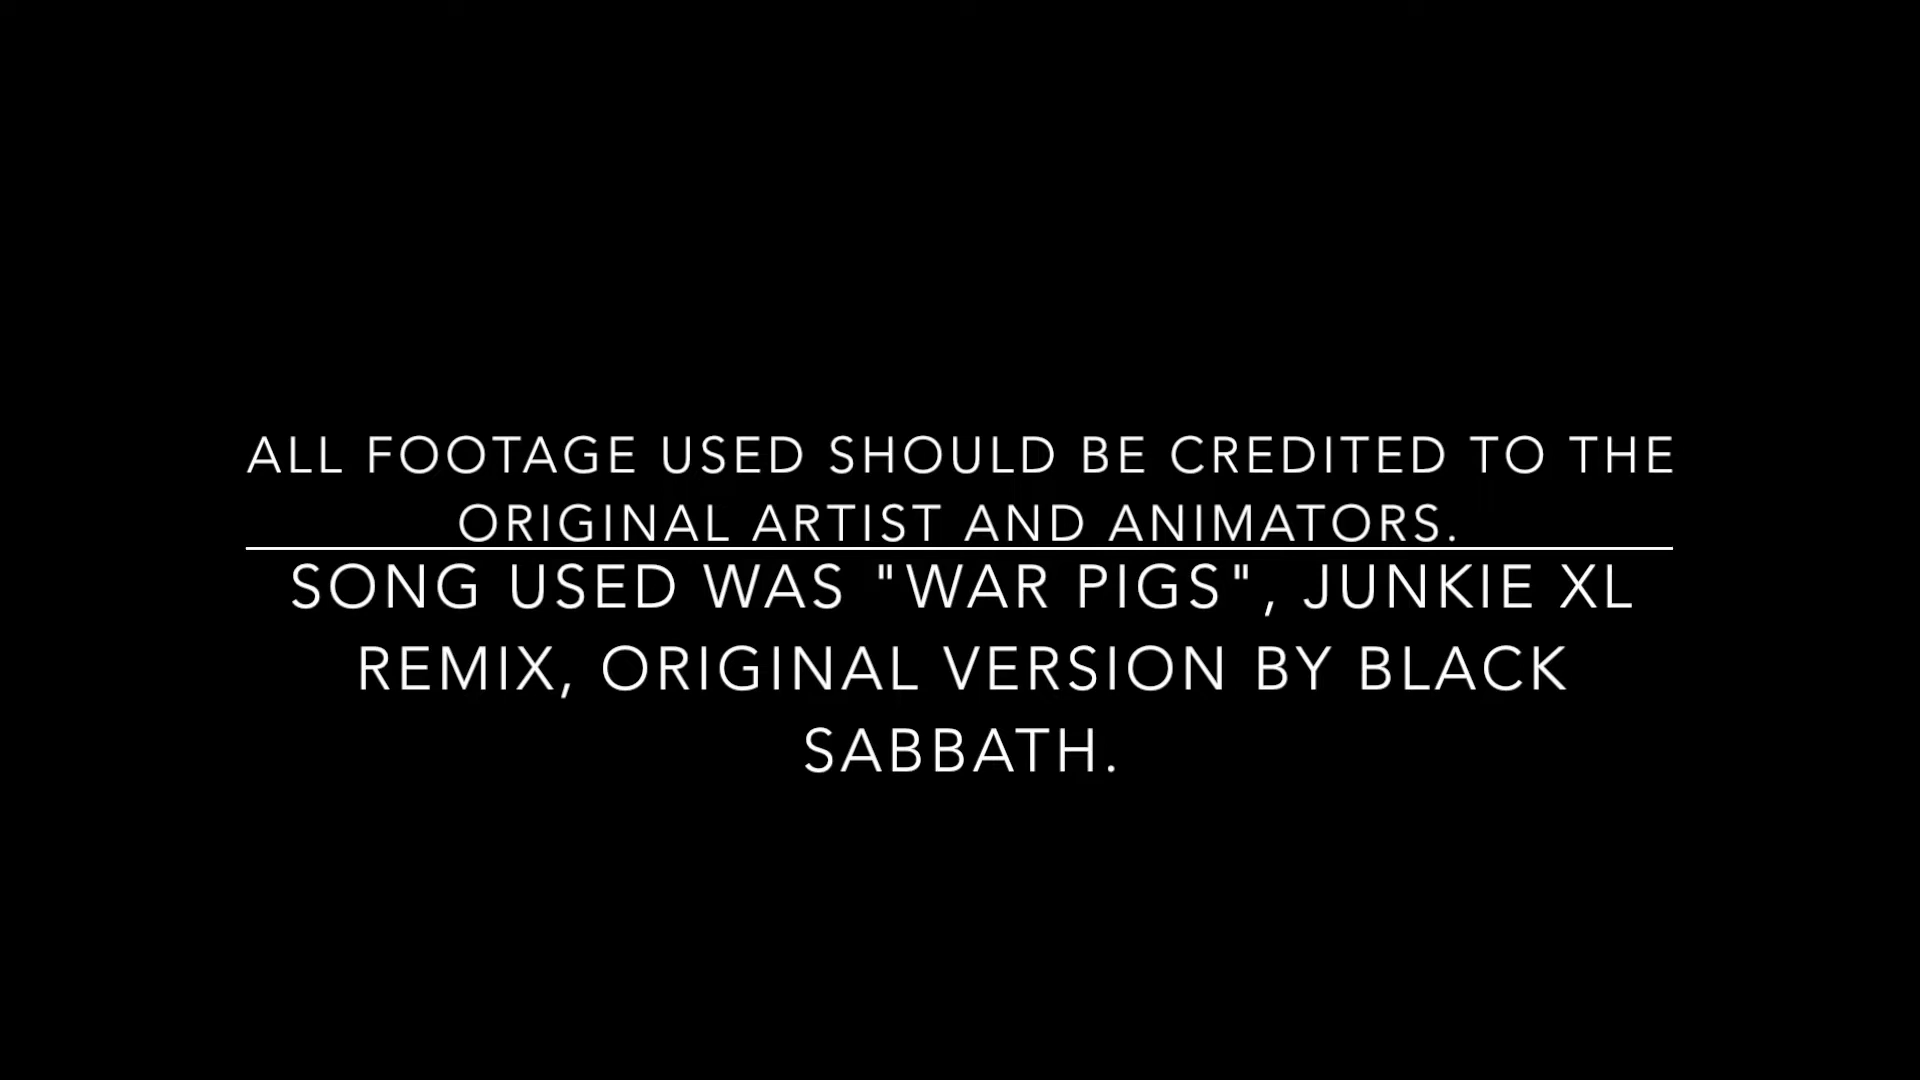 ALL FOOTAGE USED SHOULD BE CREDITED TO THE
ORIGINAL ARTIST AND ANIMATORS.
SONG USED WAS "WAR PIGS", JUNKIE XL
REMIX, ORIGINAL VERSION BY BLACK
SABBATH.